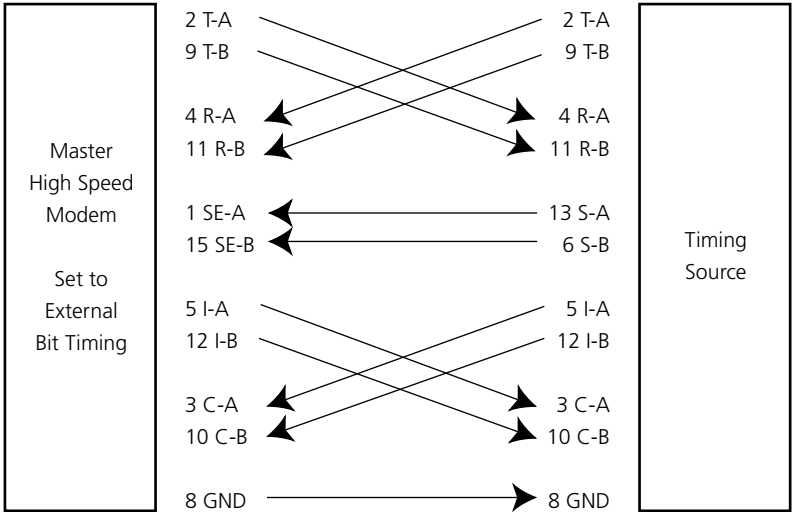 Master
High Speed
Modem
Set to
External
Bit Timing
2 T-A
9 T-B
4 R-A
11 R-B
1 SE-A
15 SE-B
5 I-A
12 I-B
3 C-A
10 C-B
8 GND
2 T-A
9 T-B
4 R-A
11 R-B
13 S-A
6 S-B
5 I-A
12 I-B
3 C-A
10 C-B
8 GND
Timing
Source